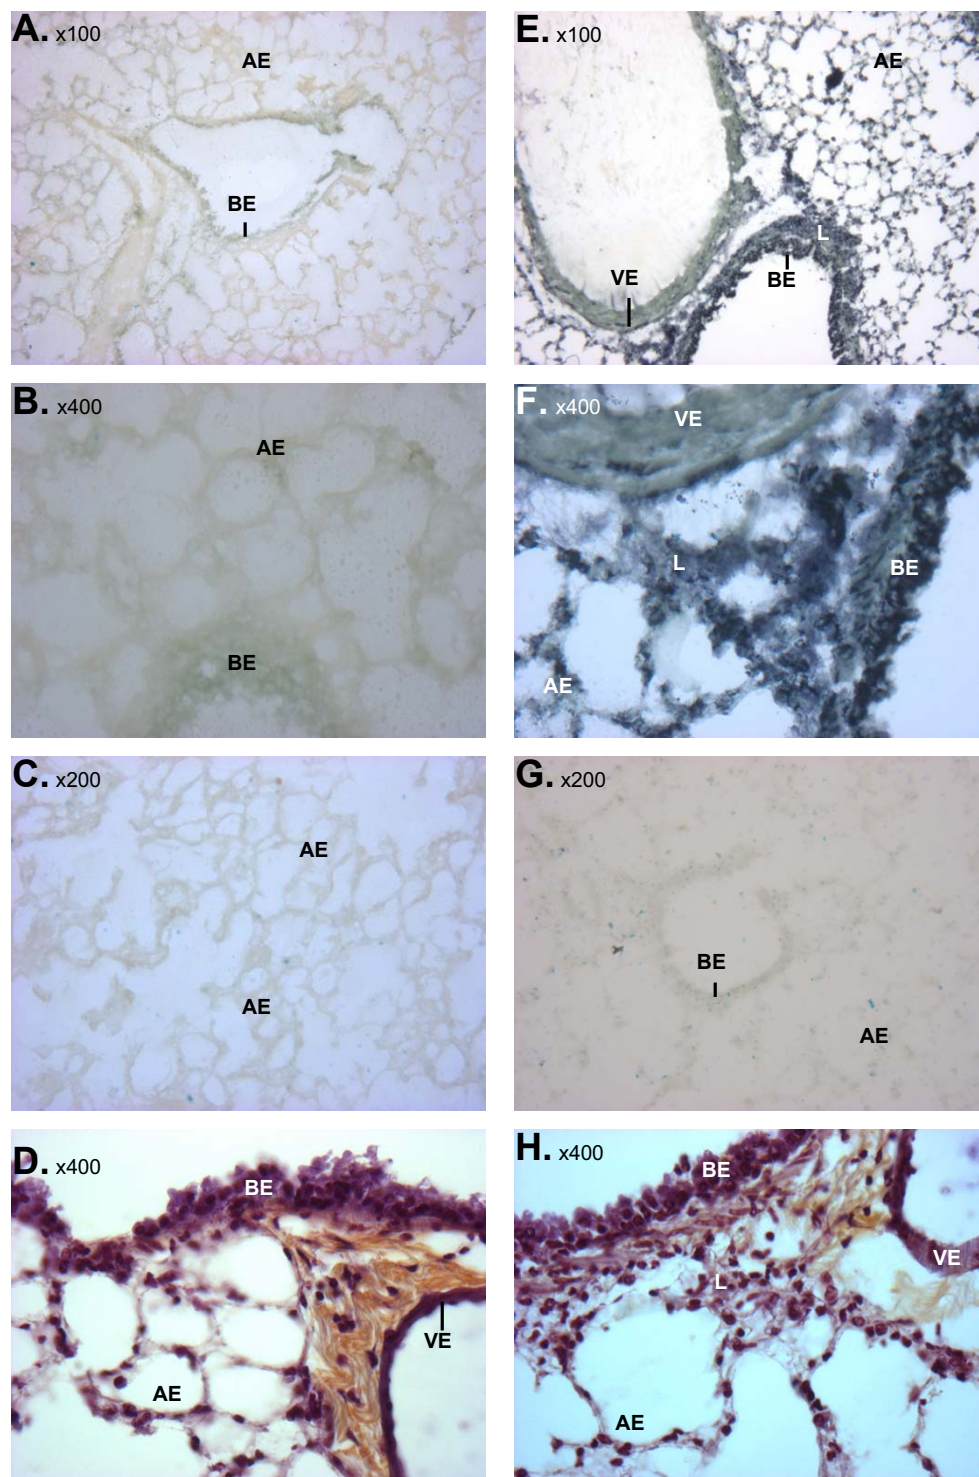 A. x100
AE
BE
B. x400
AE
BE
C. x200
AE
AE
D. x400
BE
VE
AE
E. x100
AE
L
VE
BE
F. x400
VE
L
BE
AE
G. x200
BE
AE
H. x400
BE
VE
L
AE